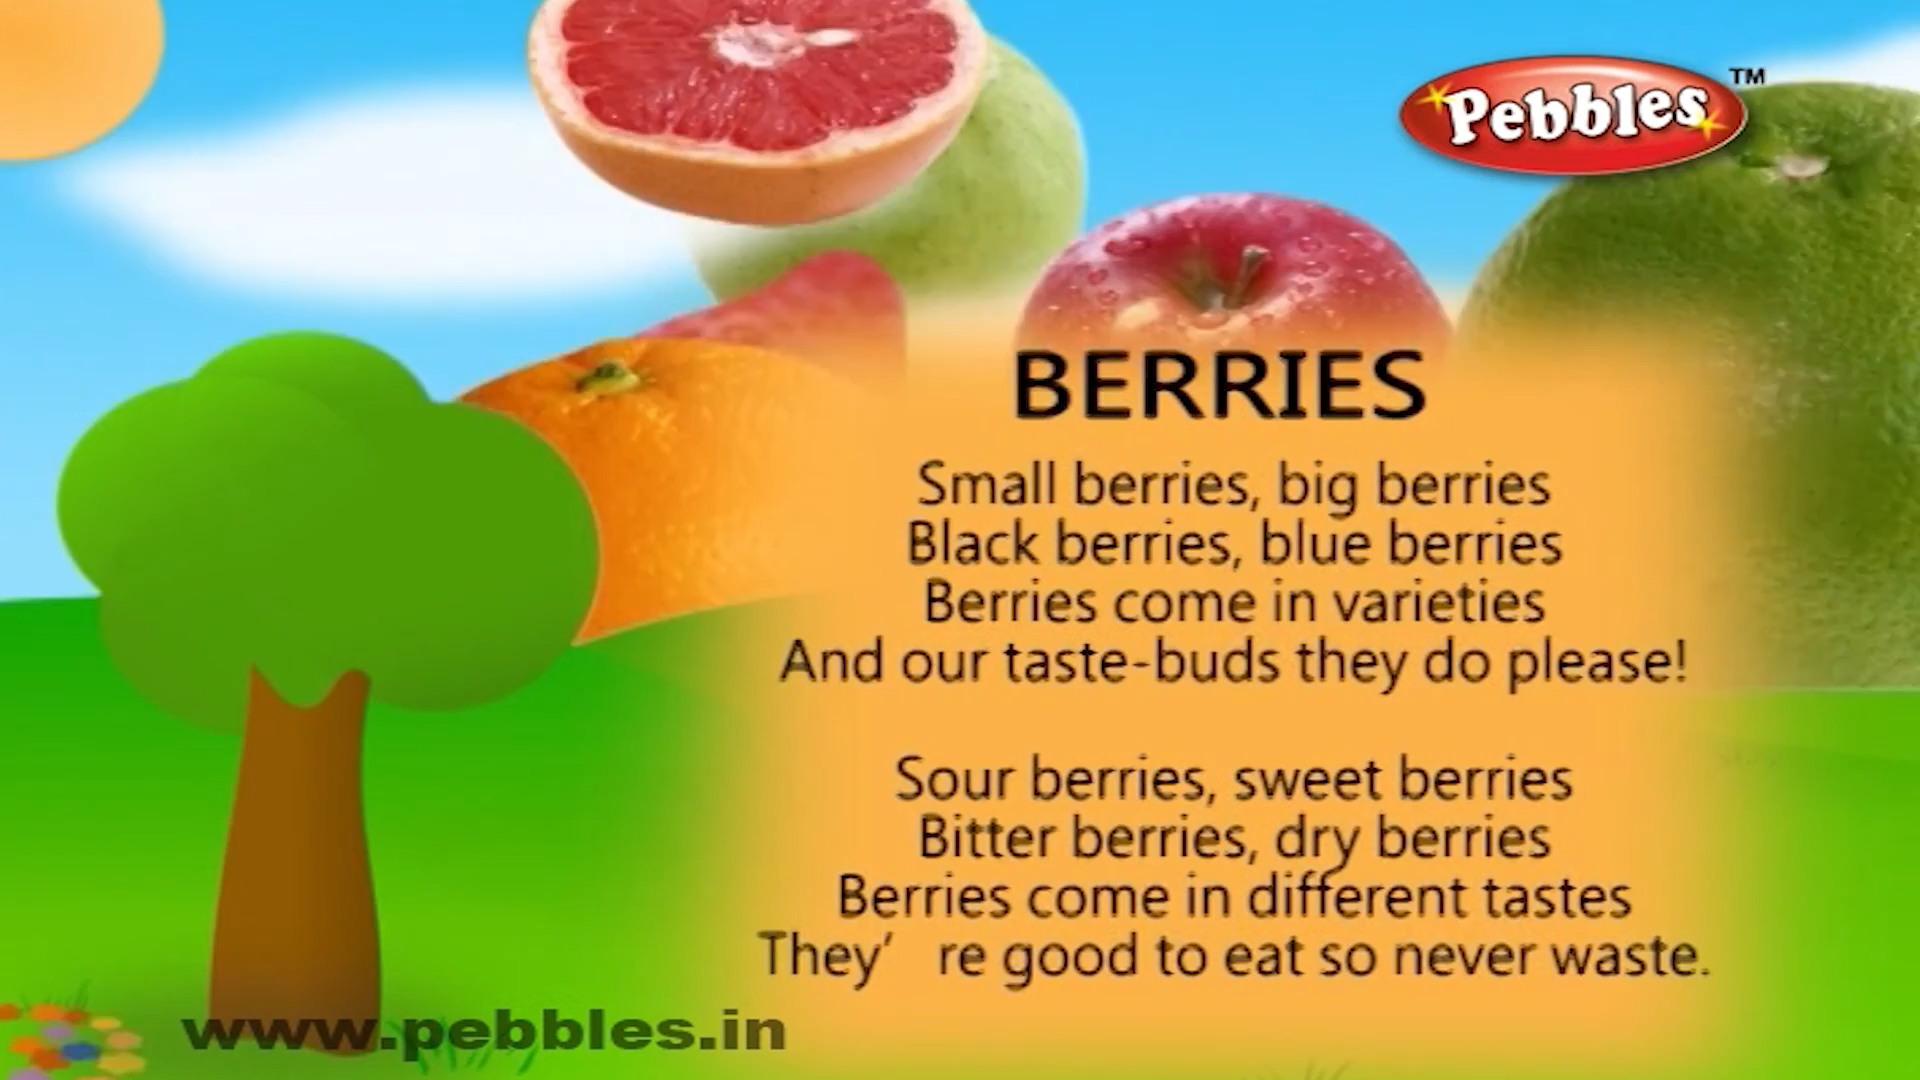 Pebbles TM
BERRIES
Small berries, big berries
Black berries, blue berries
Berries come in varieties
And our taste-buds they do please!
Sour berries, sweet berries
Bitter berries, dry berries
Berries come in different tastes
They’ re good to eat so never waste.
www.pebbles.in